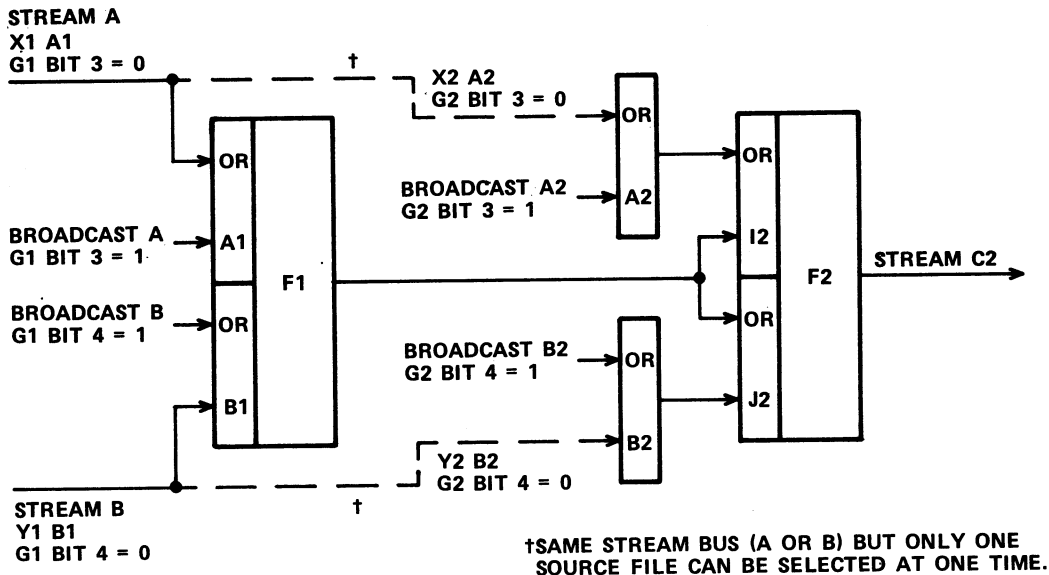 STREAM A
X1 A1
G1 BIT 3 = 0
†
X2 A2
G2 BIT 3 = 0
OR
OR
OR
BROADCAST A2
G2 BIT 3 = 1
A2
BROADCAST A
G1 BIT 3 = 1
A1
I2
STREAM C2
F1
F2
BROADCAST B
G1 BIT 4 = 1
OR
OR
BROADCAST B2
G2 BIT 4 = 1
OR
B1
J2
B2
Y2 B2
G2 BIT 4 = 0
†
STREAM B
Y1 B1
G1 BIT 4 = 0
†SAME STREAM BUS (A OR B) BUT ONLY ONE
SOURCE FILE CAN BE SELECTED AT ONE TIME.